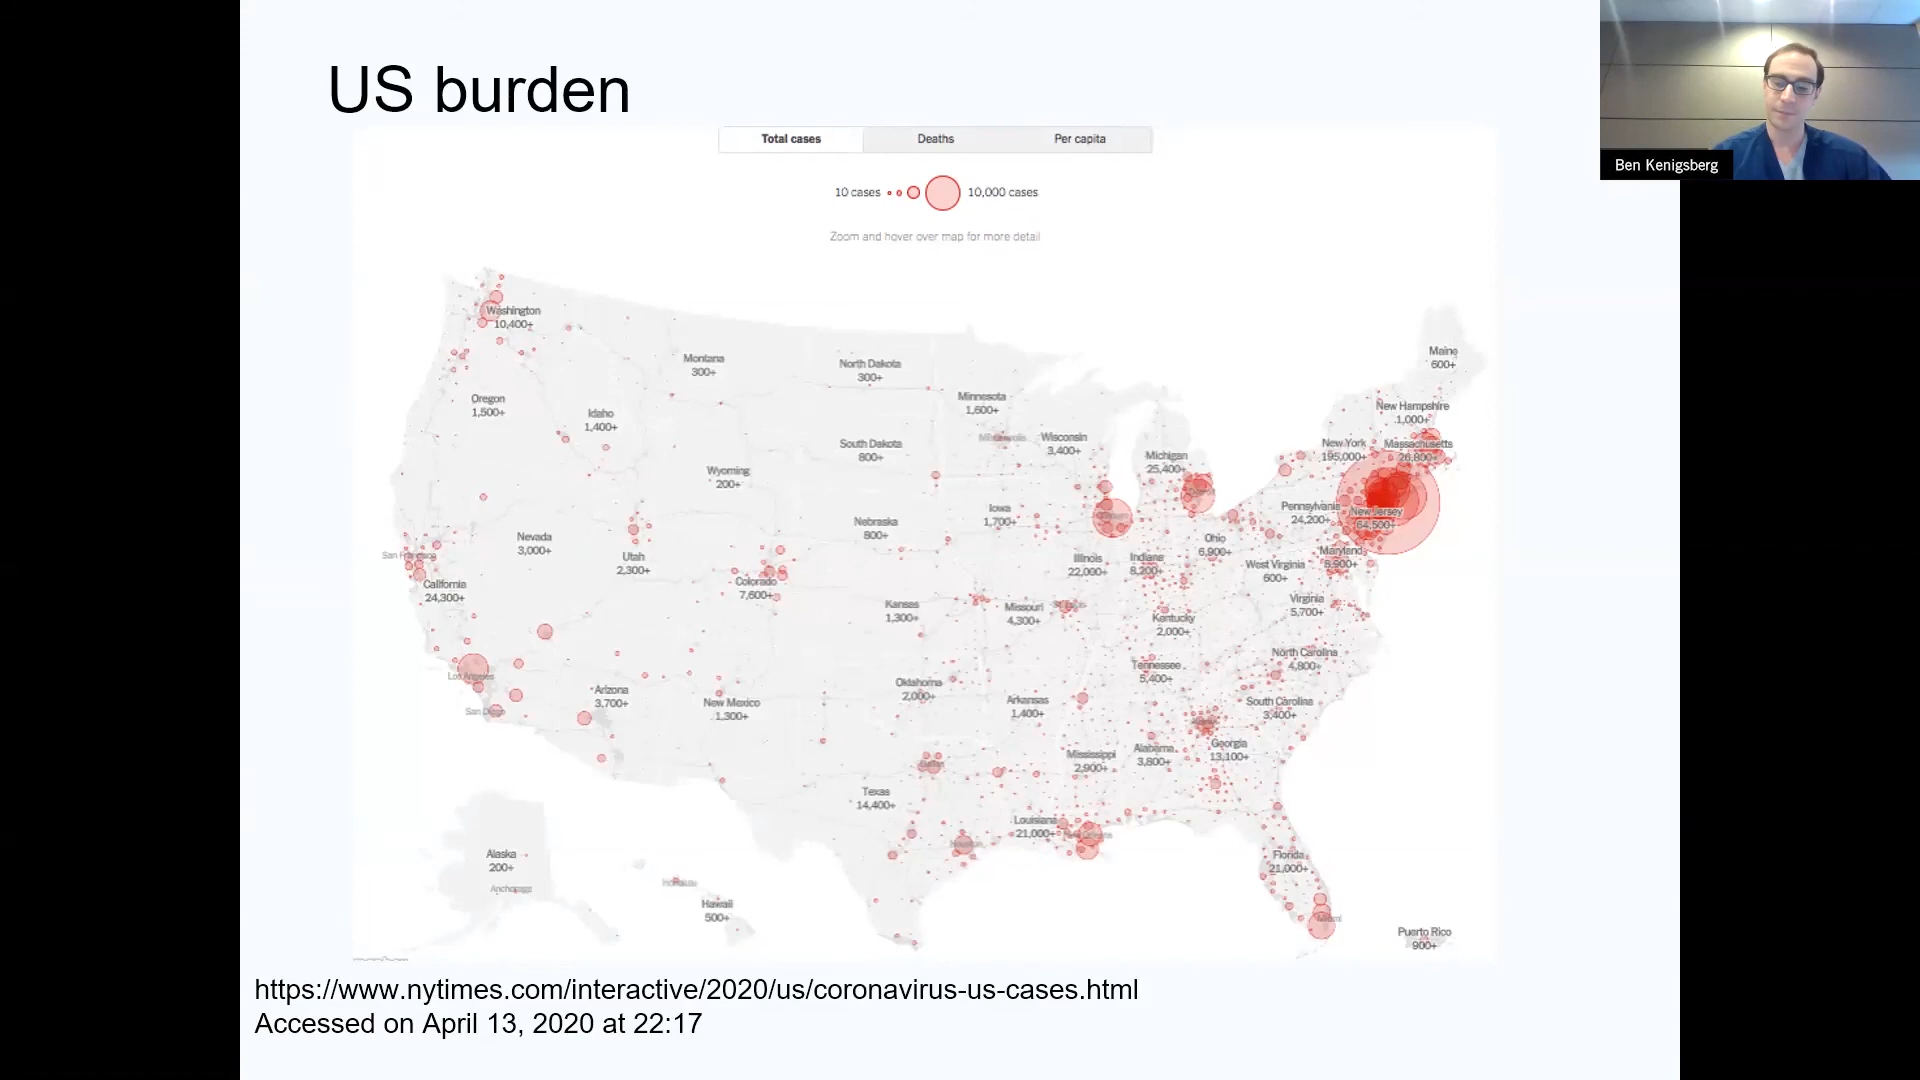 US burden
Total cases
Deaths
Per capita
10 cases
10,000 cases
Zoom and hover over map for more detail
Ben Kenigsberg
Washington
10,400+
Montana
300+
North Dakota
300+
Minnesota
1,600+
Maine
600+
Oregon
1,500+
Idaho
1,400+
South Dakota
800+
Minneapolis
Wisconsin
3,400+
Michigan
25,400+
New Hampshire
1,000+
New York
195,000+
Massachusetts
26,800+
Wyoming
200+
Detroit
Iowa
1,700+
Pennsylvania
24,200+
New Jersey
64,500+
Nebraska
800+
Nevada
3,000+
San Francisco
Utah
2,300+
Colorado
7,600+
Illinois
22,000+
Indiana
8,200+
Ohio
6,900+
Maryland
8,900+
West Virginia
600+
California
24,300+
Kansas
1,300+
Missouri
4,300+
St. Louis
Kentucky
2,000+
Virginia
5,700+
Los Angeles
San Diego
Arizona
3,700+
New Mexico
1,300+
Oklahoma
2,000+
Arkansas
1,400+
Tennessee
5,400+
North Carolina
4,800+
South Carolina
3,400+
Atlanta
Georgia
13,100+
Mississippi
2,900+
Alabama
3,800+
Dallas
Texas
14,400+
Louisiana
21,000+
New Orleans
Houston
Florida
21,000+
Miami
Alaska
200+
Anchorage
Honolulu
Hawaii
500+
Puerto Rico
900+
https://www.nytimes.com/interactive/2020/us/coronavirus-us-cases.html
Accessed on April 13, 2020 at 22:17